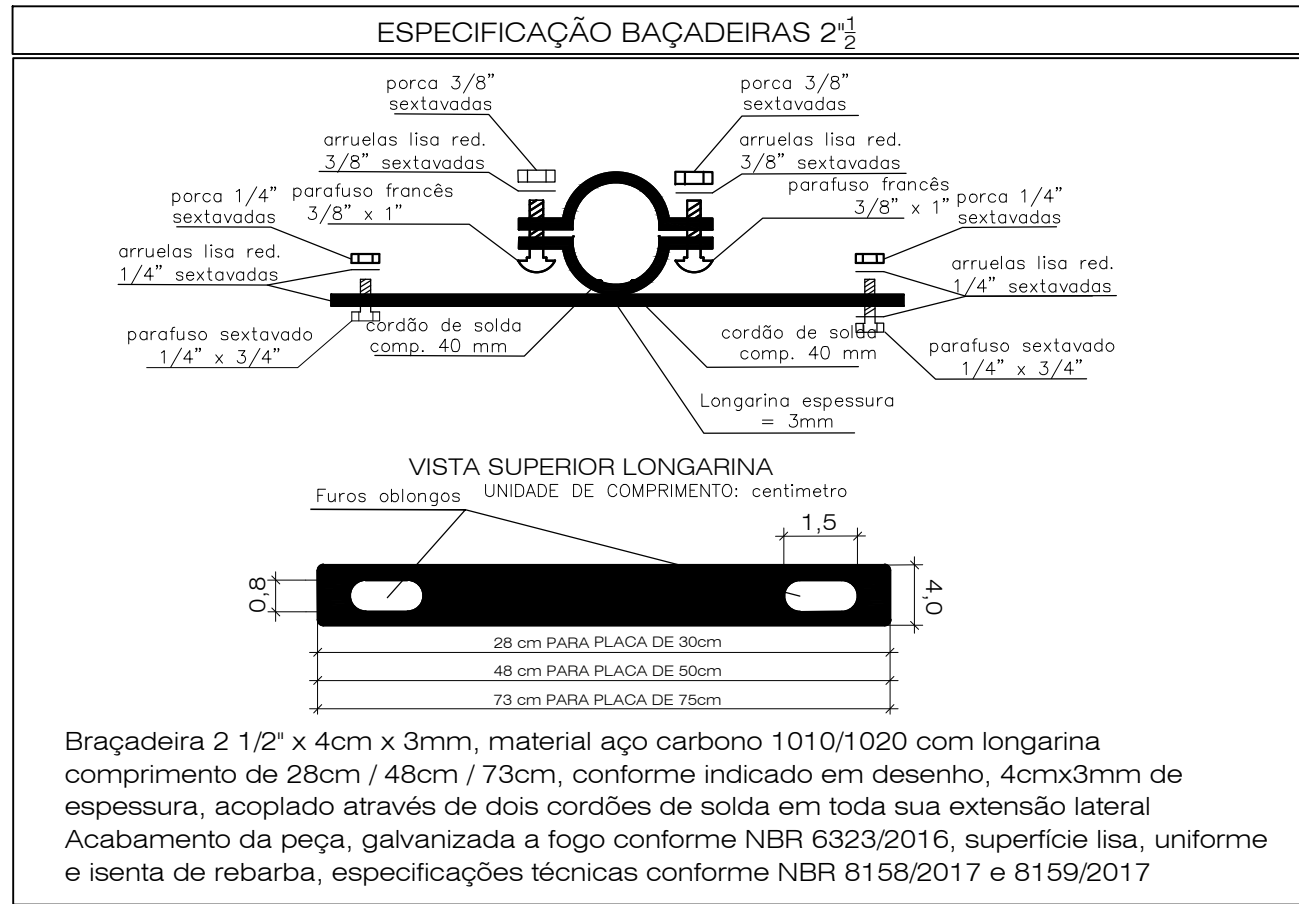 ESPECIFICAÇÃO BAÇADEIRAS 2"1/2
porca 3/8"
sextavadas
porca 3/8"
sextavadas
arruelas lisa red.
3/8" sextavadas
arruelas lisa red.
3/8" sextavadas
porca 1/4"
sextavadas
parafuso francês
3/8" x 1"
parafuso francês
3/8" x 1"
porca 1/4"
sextavadas
arruelas lisa red.
1/4" sextavadas
arruelas lisa red.
1/4" sextavadas
parafuso sextavado
1/4" x 3/4"
cordão de solda
comp. 40 mm
cordão de solda
comp. 40 mm
parafuso sextavado
1/4" x 3/4"
Longarina espessura
= 3mm
VISTA SUPERIOR LONGARINA
UNIDADE DE COMPRIMENTO: centimetro
Furos oblongos
1,5
0,8
4,0
28 cm PARA PLACA DE 30cm
48 cm PARA PLACA DE 50cm
73 cm PARA PLACA DE 75cm
Braçadeira 2 1/2" x 4cm x 3mm, material aço carbono 1010/1020 com longarina
comprimento de 28cm / 48cm / 73cm, conforme indicado em desenho, 4cmx3mm de
espessura, acoplado através de dois cordões de solda em toda sua extensão lateral
Acabamento da peça, galvanizada a fogo conforme NBR 6323/2016, superfície lisa, uniforme
e isenta de rebarba, especificações técnicas conforme NBR 8158/2017 e 8159/2017